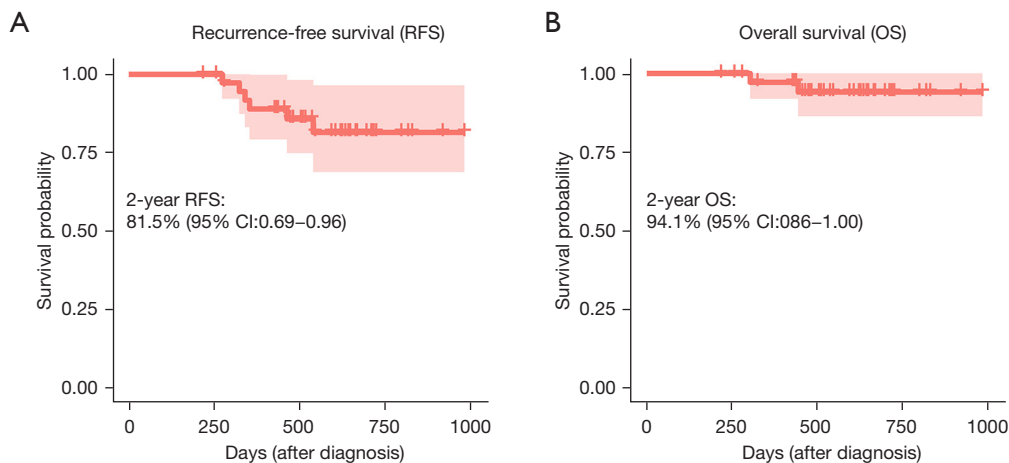 A
Recurrence-free survival (RFS)
1.00
0.75
0.50
0.25
0.00
Survival probability
2-year RFS:
81.5% (95% CI:0.69–0.96)
0 250 500 750 1000
Days (after diagnosis)
B
Overall survival (OS)
1.00
0.75
0.50
0.25
0.00
Survival probability
2-year OS:
94.1% (95% CI:086–1.00)
0 250 500 750 1000
Days (after diagnosis)